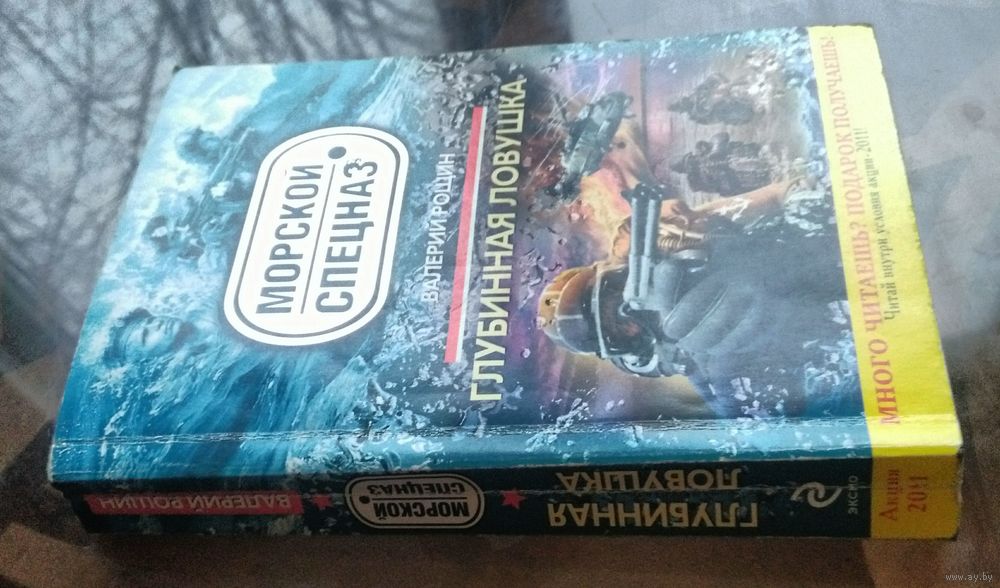 МОРСКОЙ
СПЕЦНАЗ
ВАЛЕРИЙ РОЩИН
ГЛУБИННАЯ ЛОВУШКА
МНОГО ЧИТАЕШЬ? ПОДАРОК ПОЛУЧАЕШЬ!
Читай внутри условия акции-2011!
ВАЛЕРИЙ РОЩИН
МОРСКОЙ
СПЕЦНАЗ
ГЛУБИННАЯ
ЛОВУШКА
ЭКСМО
Акция
2011
www.ay.by